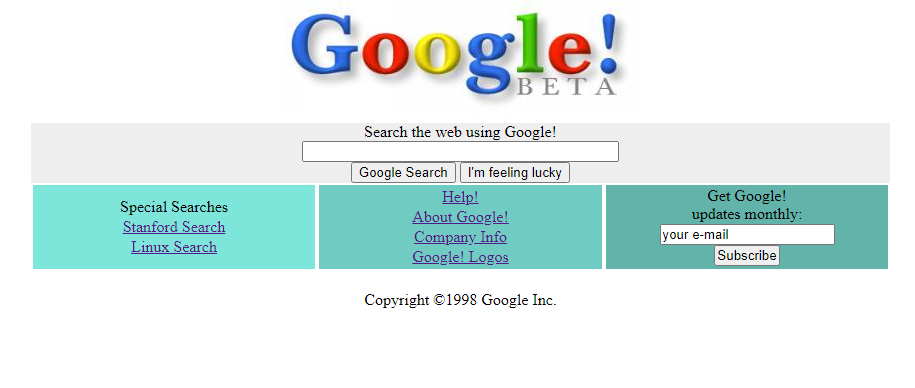 Google!
BETA
Search the web using Google!
Google Search I'm feeling lucky
Special Searches
Stanford Search
Linux Search
Help!
About Google!
Company Info
Google! Logos
Get Google!
updates monthly:
your e-mail
Subscribe
Copyright ©1998 Google Inc.